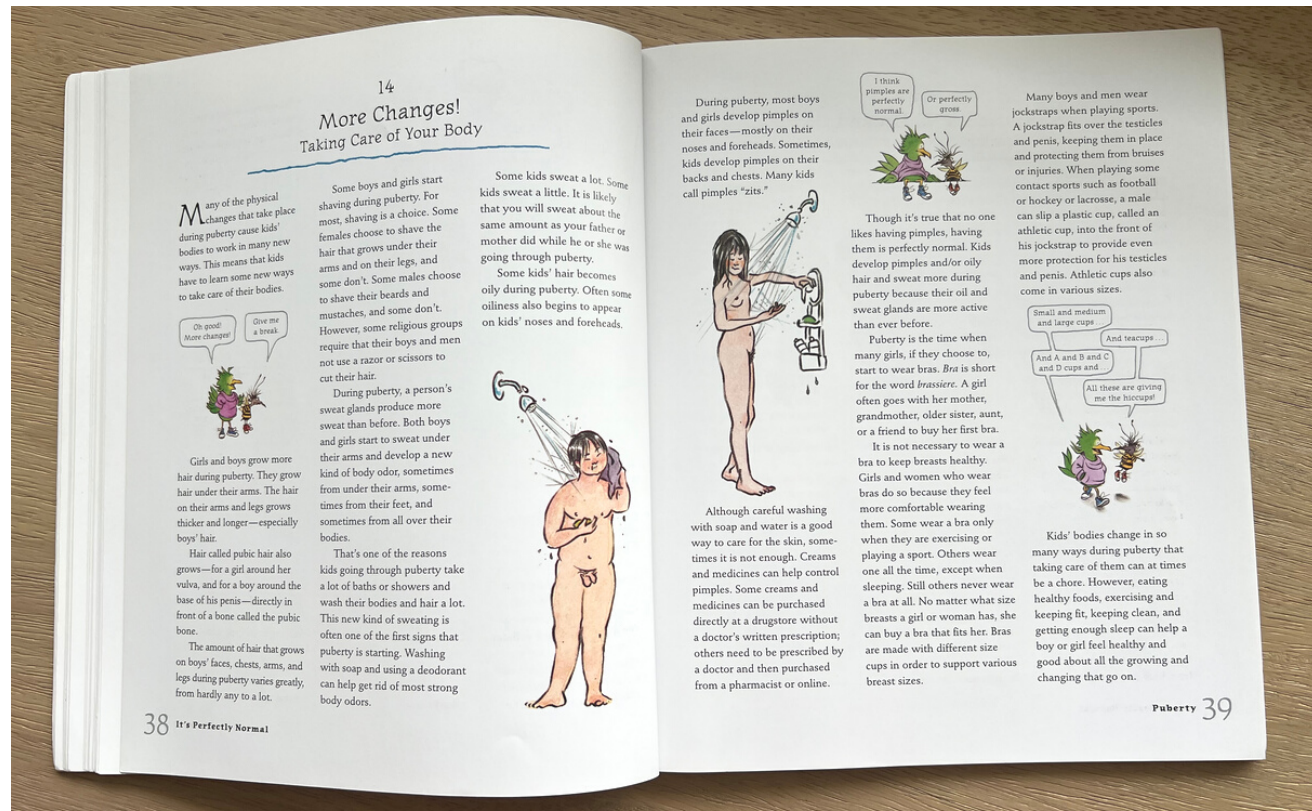 14
More Changes!
Taking Care of Your Body
Many of the physical
changes that take place
during puberty cause kids'
bodies to work in many new
ways. This means that kids
have to learn some new ways
to take care of their bodies.
Oh good!
More changes!
Give me
a break.
Girls and boys grow more
hair during puberty. They grow
hair under their arms. The hair
on their arms and legs grows
thicker and longer—especially
boys' hair.
Hair called pubic hair also
grows—for a girl around her
vulva, and for a boy around the
base of his penis—directly in
front of a bone called the pubic
bone.
The amount of hair that grows
on boys' faces, chests, arms, and
legs during puberty varies greatly,
from hardly any to a lot.
Some boys and girls start
shaving during puberty. For
most, shaving is a choice. Some
females choose to shave the
hair that grows under their
arms and on their legs, and
some don't. Some males choose
to shave their beards and
mustaches, and some don't.
However, some religious groups
require that their boys and men
not use a razor or scissors to
cut their hair.
During puberty, a person's
sweat glands produce more
sweat than before. Both boys
and girls start to sweat under
their arms and develop a new
kind of body odor, sometimes
from under their arms, some-
times from their feet, and
sometimes from all over their
bodies.
That's one of the reasons
kids going through puberty take
a lot of baths or showers and
wash their bodies and hair a lot.
This new kind of sweating is
often one of the first signs that
puberty is starting. Washing
with soap and using a deodorant
can help get rid of most strong
body odors.
Some kids sweat a lot. Some
kids sweat a little. It is likely
that you will sweat about the
same amount as your father or
mother did while he or she was
going through puberty.
Some kids' hair becomes
oily during puberty. Often some
oiliness also begins to appear
on kids' noses and foreheads.
38 It's Perfectly Normal
During puberty, most boys
and girls develop pimples on
their faces—mostly on their
noses and foreheads. Sometimes,
kids develop pimples on their
backs and chests. Many kids
call pimples "zits."
Although careful washing
with soap and water is a good
way to care for the skin, some-
times it is not enough. Creams
and medicines can help control
pimples. Some creams and
medicines can be purchased
directly at a drugstore without
a doctor's written prescription;
others need to be prescribed by
a doctor and then purchased
from a pharmacist or online.
I think
pimples are
perfectly
normal.
Or perfectly
gross.
Though it's true that no one
likes having pimples, having
them is perfectly normal. Kids
develop pimples and/or oily
hair and sweat more during
puberty because their oil and
sweat glands are more active
than ever before.
Puberty is the time when
many girls, if they choose to,
start to wear bras. Bra is short
for the word brassiere. A girl
often goes with her mother,
grandmother, older sister, aunt,
or a friend to buy her first bra.
It is not necessary to wear a
bra to keep breasts healthy.
Girls and women who wear
bras do so because they feel
more comfortable wearing
them. Some wear a bra only
when they are exercising or
playing a sport. Others wear
one all the time, except when
sleeping. Still others never wear
a bra at all. No matter what size
breasts a girl or woman has, she
can buy a bra that fits her. Bras
are made with different size
cups in order to support various
breast sizes.
Many boys and men wear
jockstraps when playing sports.
A jockstrap fits over the testicles
and penis, keeping them in place
and protecting them from bruises
or injuries. When playing some
contact sports such as football
or hockey or lacrosse, a male
can slip a plastic cup, called an
athletic cup, into the front of
his jockstrap to provide even
more protection for his testicles
and penis. Athletic cups also
come in various sizes.
Small and medium
and large cups ...
And teacups ...
And A and B and C
and D cups and ...
All these are giving
me the hiccups!
Kids' bodies change in so
many ways during puberty that
taking care of them can at times
be a chore. However, eating
healthy foods, exercising and
keeping fit, keeping clean, and
getting enough sleep can help a
boy or girl feel healthy and
good about all the growing and
changing that go on.
Puberty 39